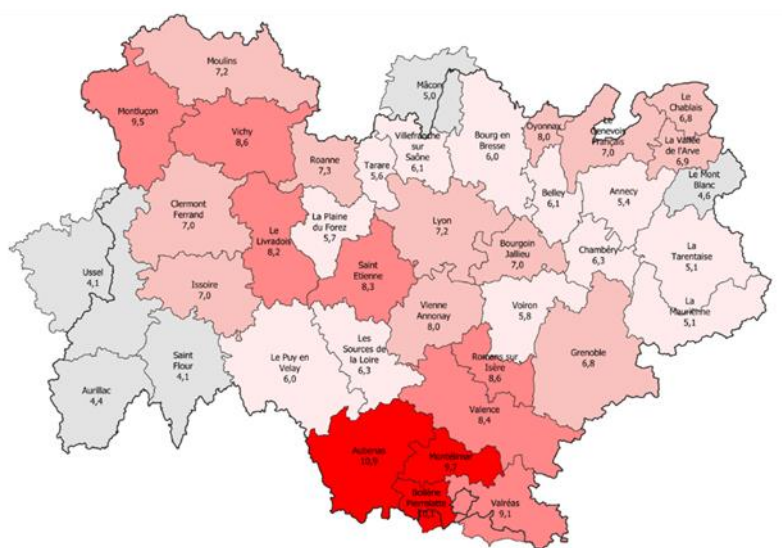 Moulins
7,2
Mâcon
5,0
Montluçon
9,5
Vichy
8,6
Roanne
7,3
Tarare
5,6
Villefranche
sur
Saône
6,1
Bourg en
Bresse
6,0
Oyonnax
8,0
Le
Genevois
Français
7,0
Le
Chablais
6,8
La Vallée
de l'Arve
6,9
Le Mont
Blanc
4,6
Clermont
Ferrand
7,0
Le
Livradois
8,2
La Plaine
du Forez
5,7
Lyon
7,2
Belley
6,1
Annecy
5,4
Ussel
4,1
Issoire
7,0
Saint
Etienne
8,3
Bourgoin
Jallieu
7,0
Chambéry
6,3
La
Tarentaise
5,1
Vienne
Annonay
8,0
Voiron
5,8
La
Maurienne
5,1
Aurillac
4,4
Saint
Flour
4,1
Le Puy en
Velay
6,0
Les
Sources de
la Loire
6,3
Romans sur
Isère
8,6
Grenoble
6,8
Valence
8,4
Aubenas
10,9
Montélimar
9,7
Bollène
Pierrelatte
Valréas
9,1